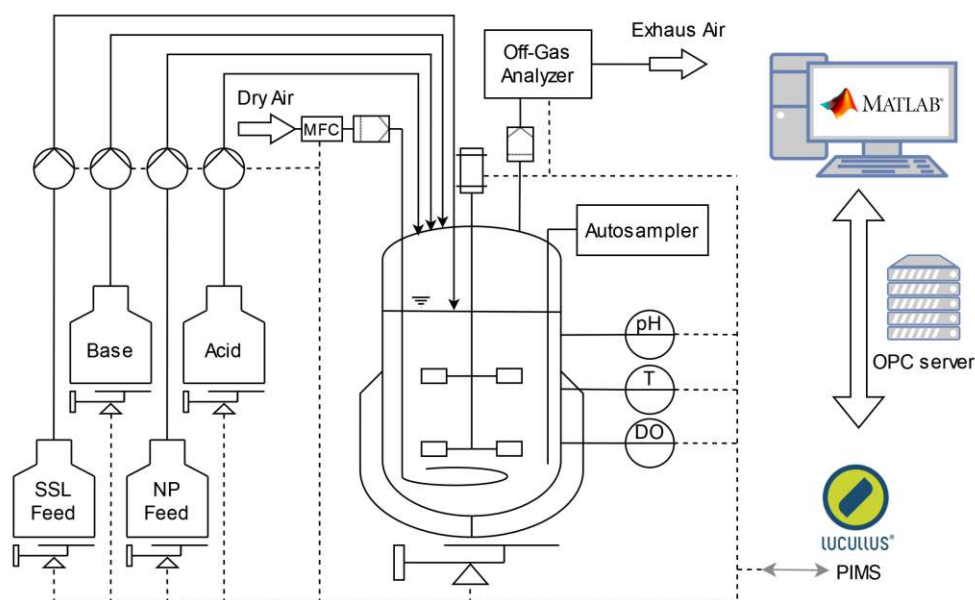 Exhaus Air
Off-Gas
Analyzer
Dry Air
MFC
MATLAB®
Autosampler
Base
Acid
pH
T
DO
OPC server
SSL
Feed
NP
Feed
LUCULLUS®
PIMS